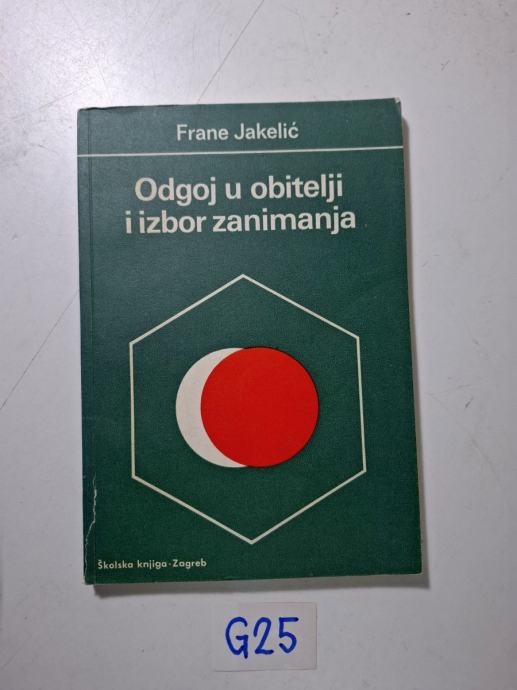 Frane Jakelić
Odgoj u obitelji
i izbor zanimanja
Školska knjiga · Zagreb
G25